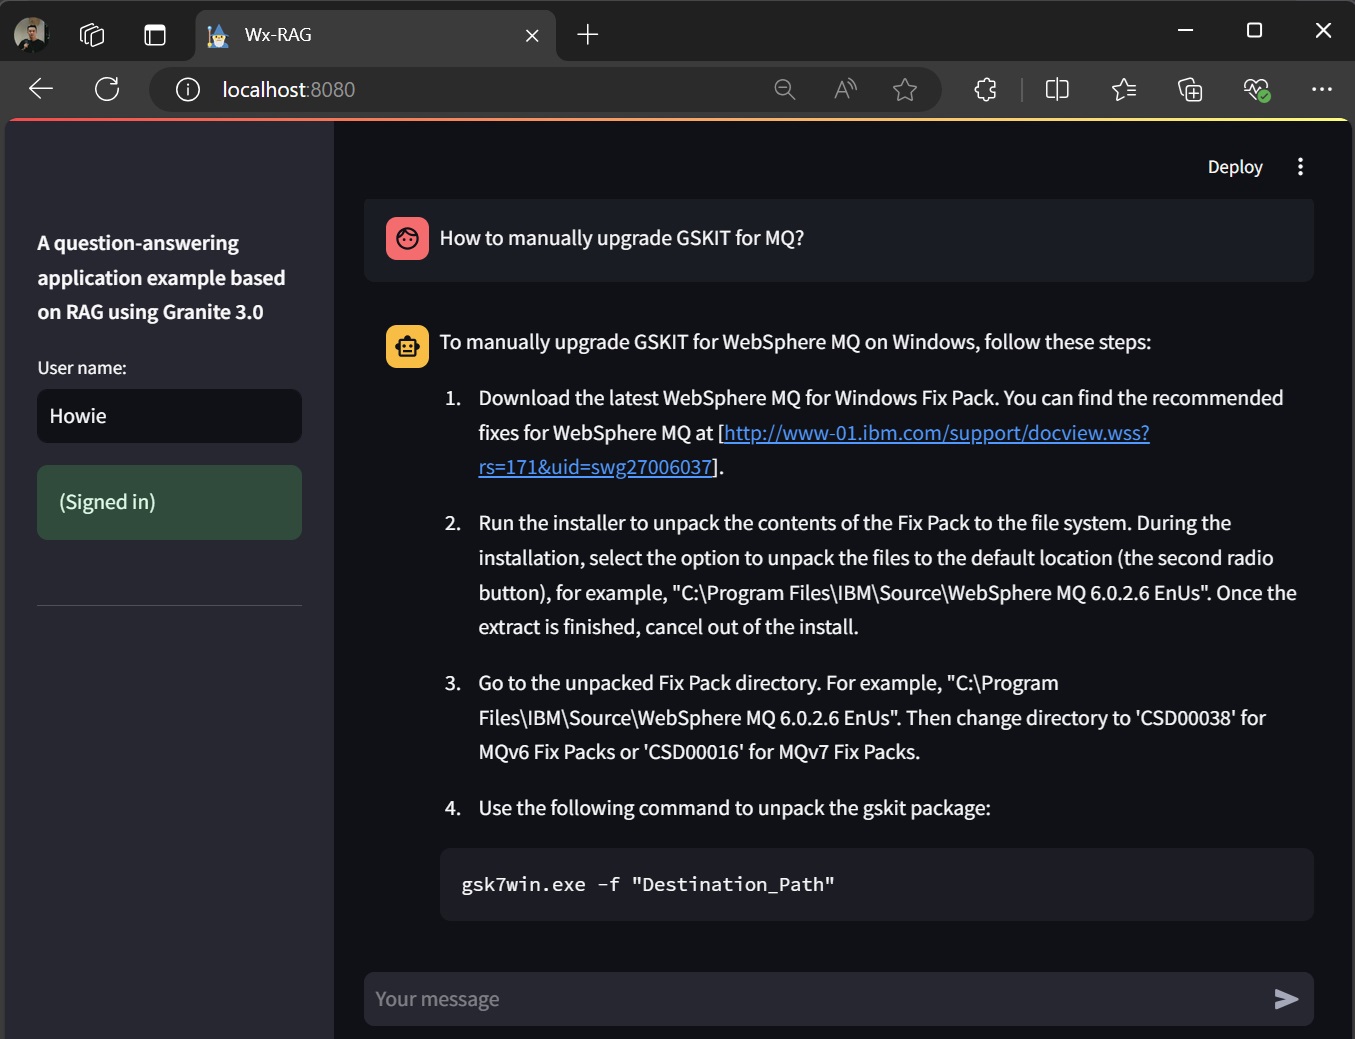 Wx-RAG
localhost:8080
Deploy
A question-answering
application example based
on RAG using Granite 3.0
User name:
Howie
(Signed in)
How to manually upgrade GSKIT for MQ?
To manually upgrade GSKIT for WebSphere MQ on Windows, follow these steps:
1. Download the latest WebSphere MQ for Windows Fix Pack. You can find the recommended
fixes for WebSphere MQ at [http://www-01.ibm.com/support/docview.wss?
rs=171&uid=swg27006037].
2. Run the installer to unpack the contents of the Fix Pack to the file system. During the
installation, select the option to unpack the files to the default location (the second radio
button), for example, "C:\Program Files\IBM\Source\WebSphere MQ 6.0.2.6 EnUs". Once the
extract is finished, cancel out of the install.
3. Go to the unpacked Fix Pack directory. For example, "C:\Program
Files\IBM\Source\WebSphere MQ 6.0.2.6 EnUs". Then change directory to 'CSD00038' for
MQv6 Fix Packs or 'CSD00016' for MQv7 Fix Packs.
4. Use the following command to unpack the gskit package:
gsk7win.exe -f "Destination_Path"
Your message